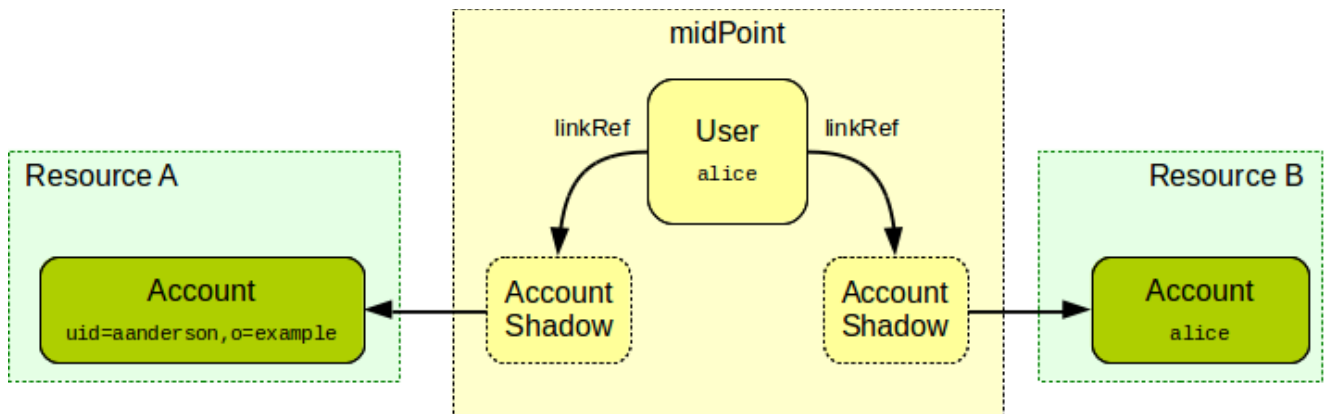 midPoint
linkRef
User
linkRef
alice
Resource A
Resource B
Account
uid=aanderson,o=example
Account
Shadow
Account
Shadow
Account
alice